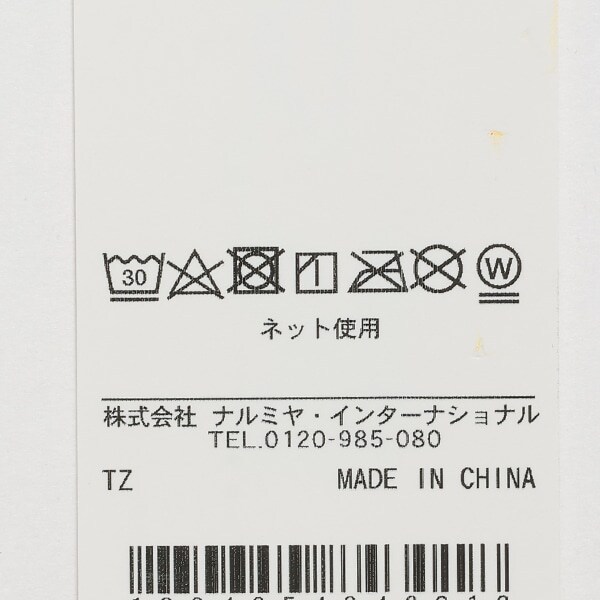 30 W
ネット使用
株式会社 ナルミヤ・インターナショナル
TEL.0120-985-080
TZ MADE IN CHINA